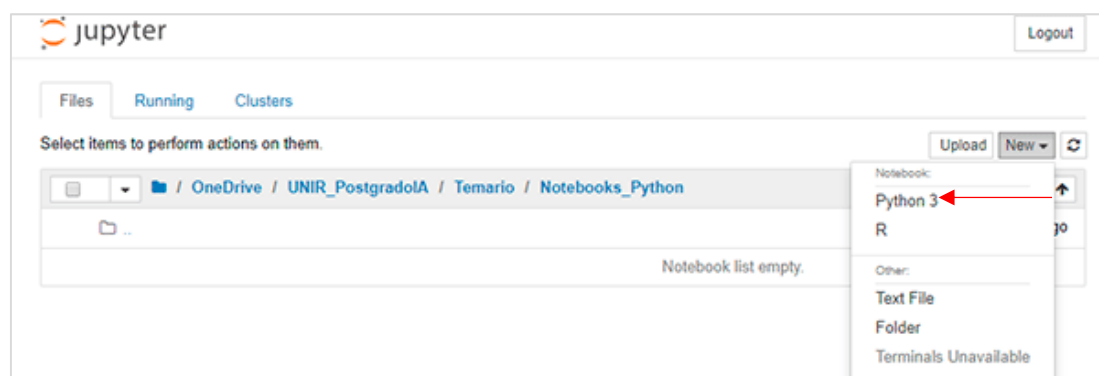 jupyter
Logout
Files Running Clusters
Select items to perform actions on them.
Upload New
/ OneDrive / UNIR_PostgradoIA / Temario / Notebooks_Python
..
Notebook list empty.
Notebook:
Python 3
R
go
Other:
Text File
Folder
Terminals Unavailable